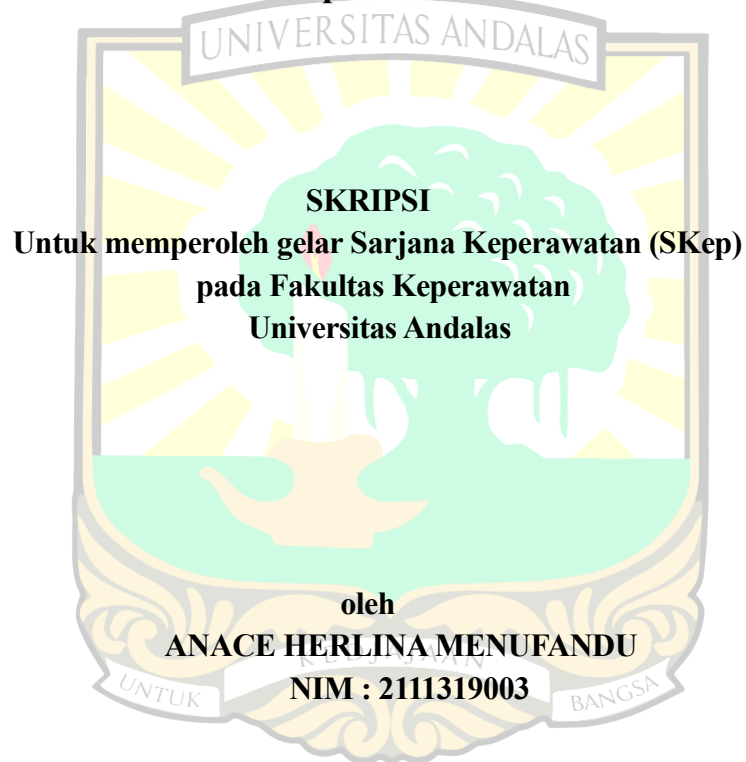 UNIVERSITAS ANDALAS
SKRIPSI
Untuk memperoleh gelar Sarjana Keperawatan (SKep)
pada Fakultas Keperawatan
Universitas Andalas
oleh
ANACE HERLINA MENUFANDU
NIM : 2111319003
UNTUK
BANGSA